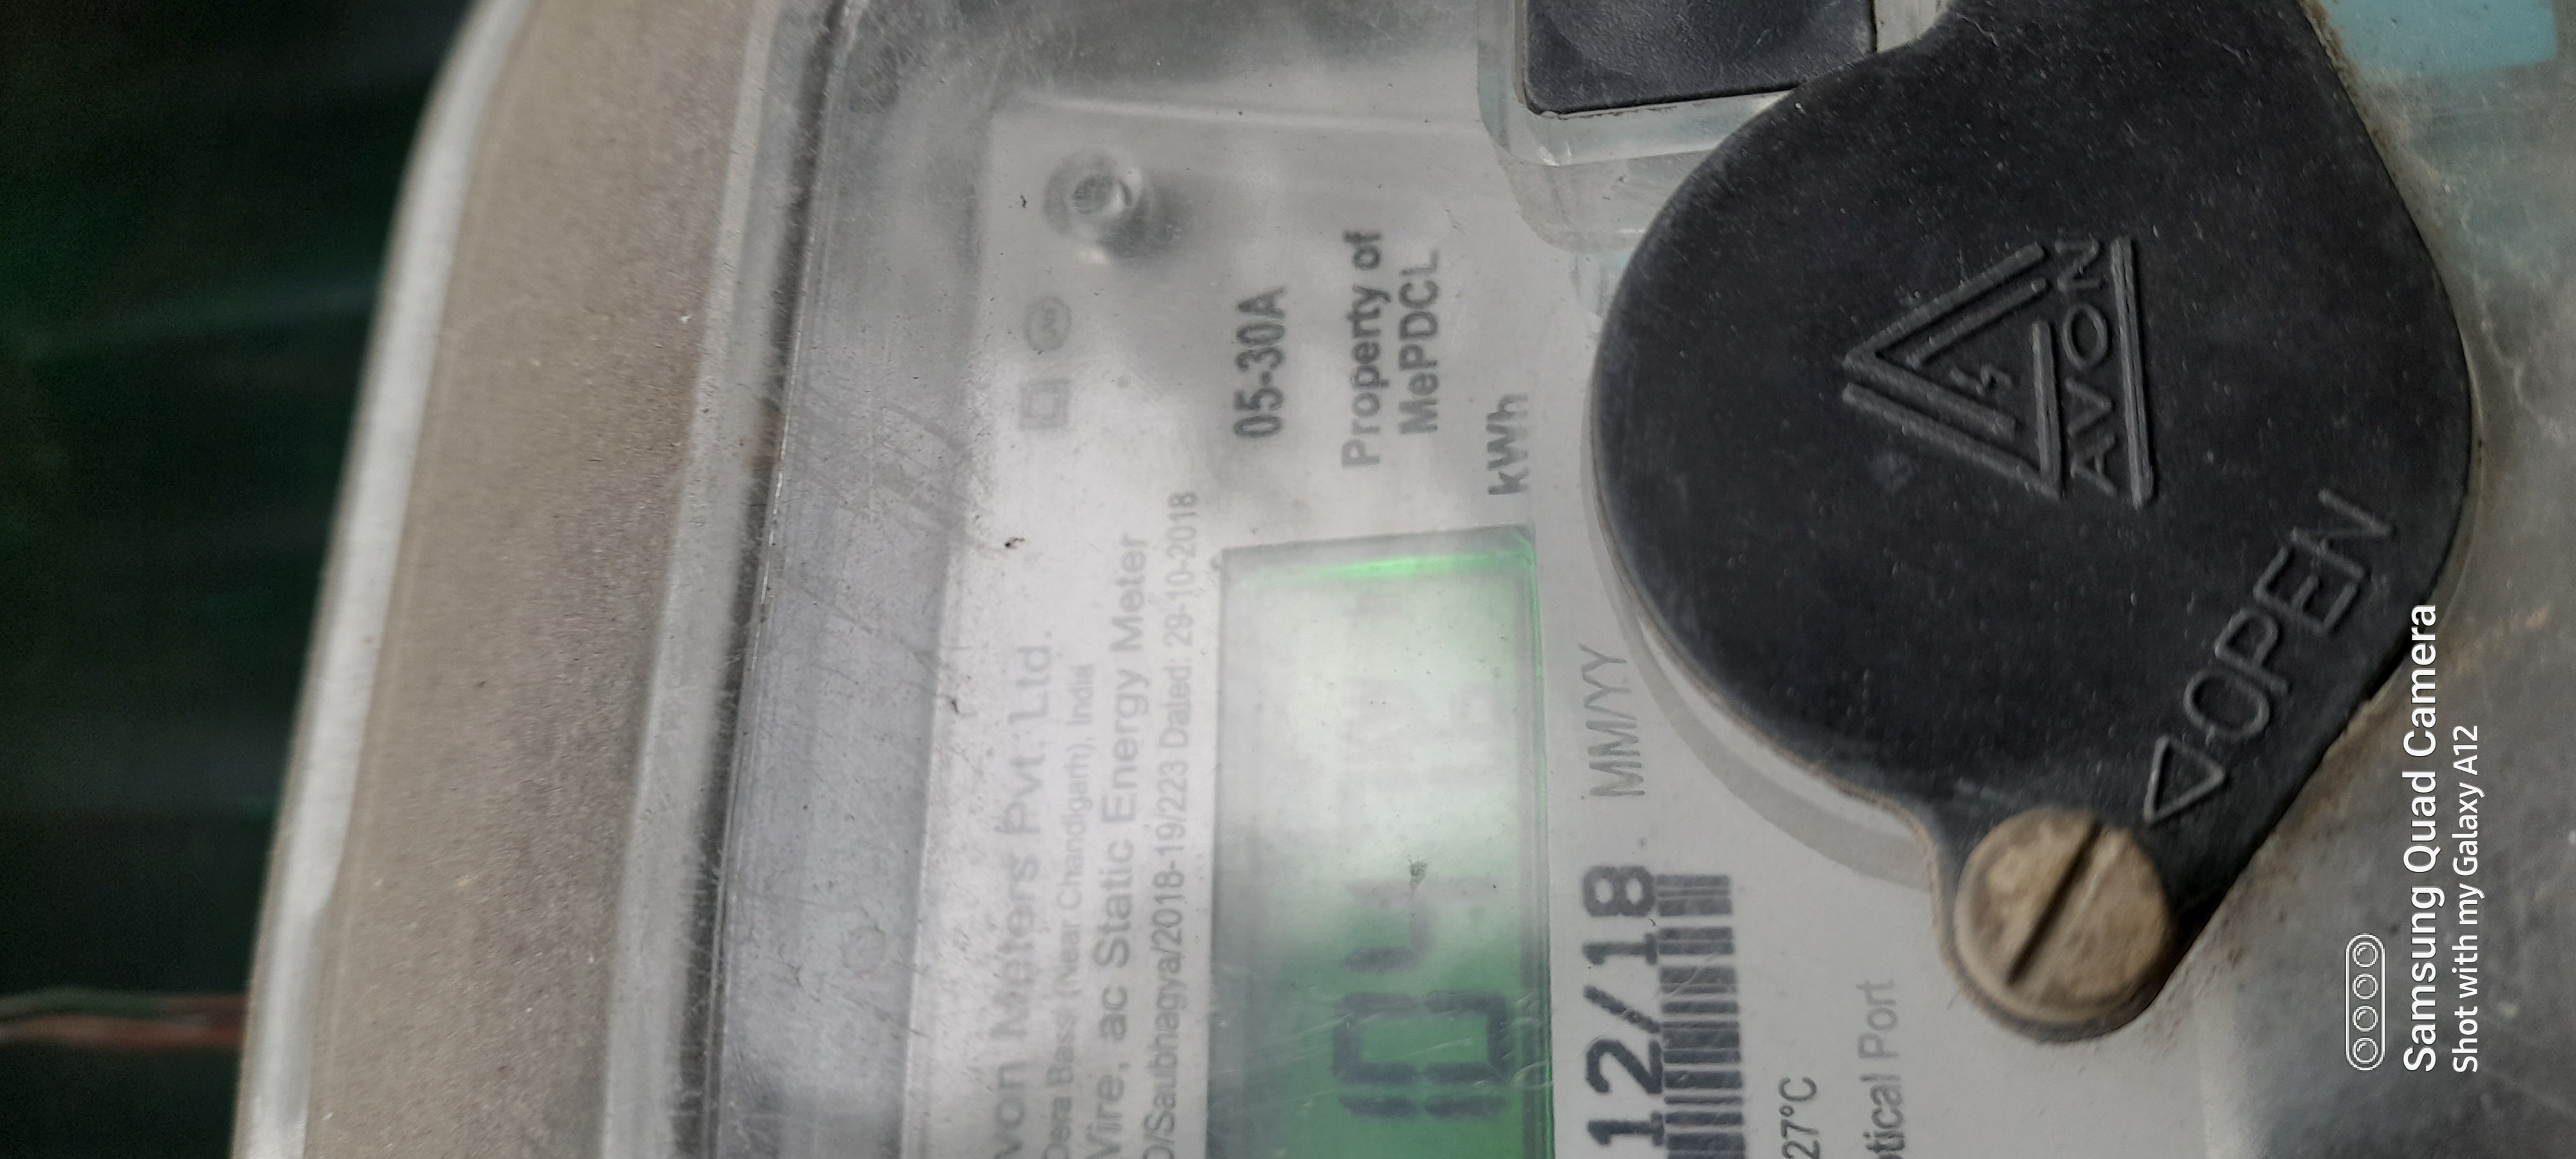 von Meters Pvt. Ltd.
Dera Bassi (Near Chandigarh), India
Wire, ac Static Energy Meter
O/Saubhagya/2018-19/223 Dated: 29-10-2018
05-30A
Property of
MePDCL
104
kWh
12/18 MM/YY
27°C
tical Port
AVON
OPEN
Samsung Quad Camera
Shot with my Galaxy A12